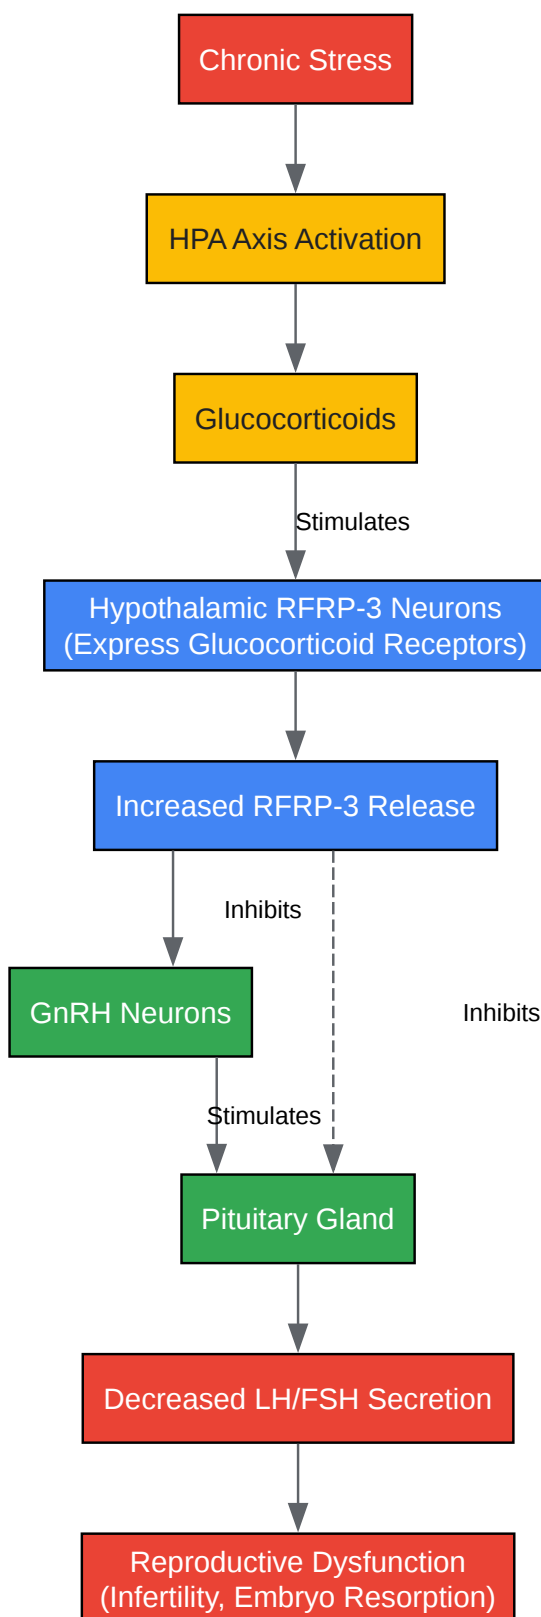 Chronic Stress
HPA Axis Activation
Glucocorticoids
Stimulates
Hypothalamic RFRP-3 Neurons
(Express Glucocorticoid Receptors)
Increased RFRP-3 Release
Inhibits
GnRH Neurons
Inhibits
Stimulates
Pituitary Gland
Decreased LH/FSH Secretion
Reproductive Dysfunction
(Infertility, Embryo Resorption)